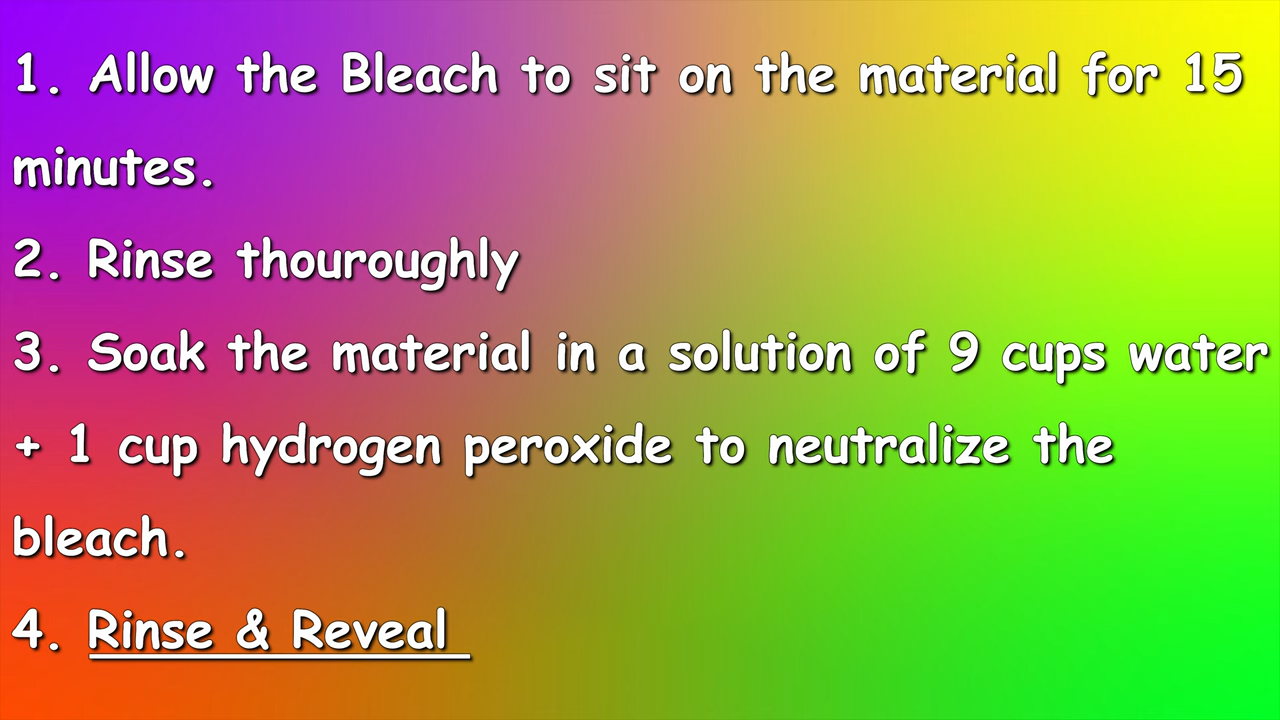 1. Allow the Bleach to sit on the material for 15
minutes.
2. Rinse thouroughly
3. Soak the material in a solution of 9 cups water
+ 1 cup hydrogen peroxide to neutralize the
bleach.
4. Rinse & Reveal